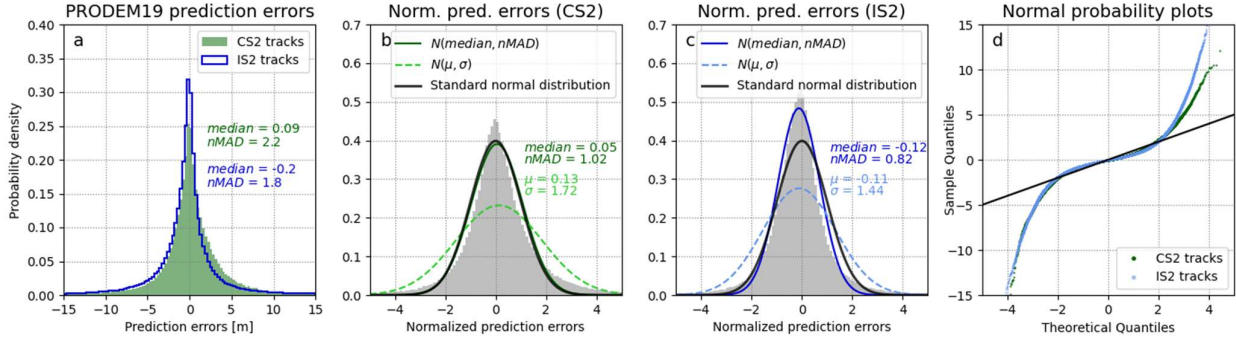 PRODEM19 prediction errors
a
CS2 tracks
IS2 tracks
median = 0.09
nMAD = 2.2
median = -0.2
nMAD = 1.8
Probability density
0.40
0.35
0.30
0.25
0.20
0.15
0.10
0.05
0.00
−15 −10 −5 0 5 10 15
Prediction errors [m]
Norm. pred. errors (CS2)
b
N(median, nMAD)
N(μ, σ)
Standard normal distribution
median = 0.05
nMAD = 1.02
μ = 0.13
σ = 1.72
0.7
0.6
0.5
0.4
0.3
0.2
0.1
0.0
−4 −2 0 2 4
Normalized prediction errors
Norm. pred. errors (IS2)
c
N(median, nMAD)
N(μ, σ)
Standard normal distribution
median = -0.12
nMAD = 0.82
μ = -0.11
σ = 1.44
0.7
0.6
0.5
0.4
0.3
0.2
0.1
0.0
−4 −2 0 2 4
Normalized prediction errors
Normal probability plots
d
Sample Quantiles
15
10
5
0
−5
−10
−15
CS2 tracks
IS2 tracks
−4 −2 0 2 4
Theoretical Quantiles